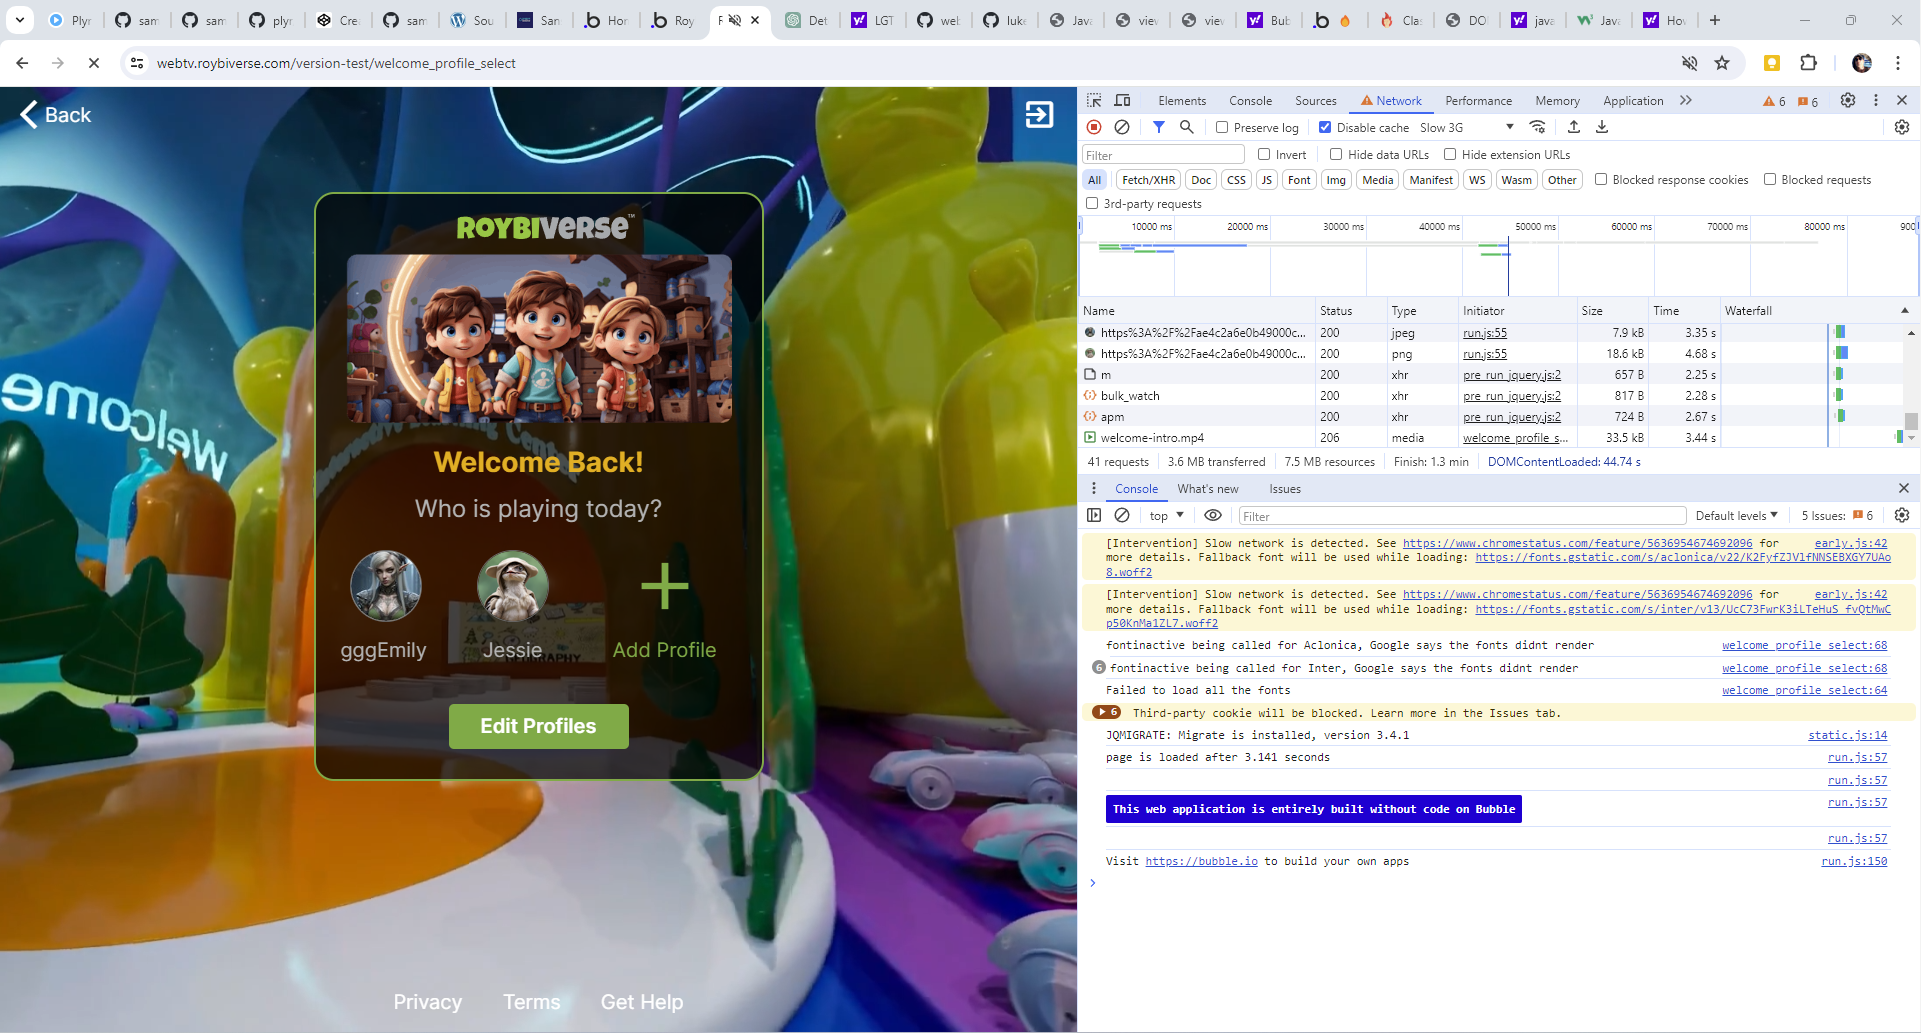 Plyr
sam
sam
plyr
Crea
sam
Sou
San
Hor
Roy
Det
LGT
web
luke
Java
view
view
Bub
Clas
DO
java
Java
Hov
webtv.roybiverse.com/version-test/welcome_profile_select
Back
ROYBIVERSE™
Welcome
Welcome Back!
Who is playing today?
gggEmily
Jessie
Add Profile
GEOGRAPHY
Edit Profiles
Privacy
Terms
Get Help
Elements
Console
Sources
Network
Performance
Memory
Application
6
6
Preserve log
Disable cache
Slow 3G
Filter
Invert
Hide data URLs
Hide extension URLs
All
Fetch/XHR
Doc
CSS
JS
Font
Img
Media
Manifest
WS
Wasm
Other
Blocked response cookies
Blocked requests
3rd-party requests
10000 ms
20000 ms
30000 ms
40000 ms
50000 ms
60000 ms
70000 ms
80000 ms
900
Name Status Type Initiator Size Time Waterfall
https%3A%2F%2Fae4c2a6e0b49000c... 200 jpeg run.js:55 7.9 kB 3.35 s
https%3A%2F%2Fae4c2a6e0b49000c... 200 png run.js:55 18.6 kB 4.68 s
m 200 xhr pre_run_jquery.js:2 657 B 2.25 s
bulk_watch 200 xhr pre_run_jquery.js:2 817 B 2.28 s
apm 200 xhr pre_run_jquery.js:2 724 B 2.67 s
welcome-intro.mp4 206 media welcome_profile_s... 33.5 kB 3.44 s
41 requests
3.6 MB transferred
7.5 MB resources
Finish: 1.3 min
DOMContentLoaded: 44.74 s
Console
What's new
Issues
top
Filter
Default levels
5 Issues: 6
[Intervention] Slow network is detected. See https://www.chromestatus.com/feature/5636954674692096 for early.js:42
more details. Fallback font will be used while loading: https://fonts.gstatic.com/s/aclonica/v22/K2FyfZJVlfNNSEBXGY7UAo
8.woff2
[Intervention] Slow network is detected. See https://www.chromestatus.com/feature/5636954674692096 for early.js:42
more details. Fallback font will be used while loading: https://fonts.gstatic.com/s/inter/v13/UcC73FwrK3iLTeHuS_fvQtMwC
p50KnMa1ZL7.woff2
fontinactive being called for Aclonica, Google says the fonts didnt render welcome_profile_select:68
6 fontinactive being called for Inter, Google says the fonts didnt render welcome_profile_select:68
Failed to load all the fonts welcome_profile_select:64
6 Third-party cookie will be blocked. Learn more in the Issues tab.
JQMIGRATE: Migrate is installed, version 3.4.1 static.js:14
page is loaded after 3.141 seconds run.js:57
run.js:57
This web application is entirely built without code on Bubble run.js:57
run.js:57
Visit https://bubble.io to build your own apps run.js:150